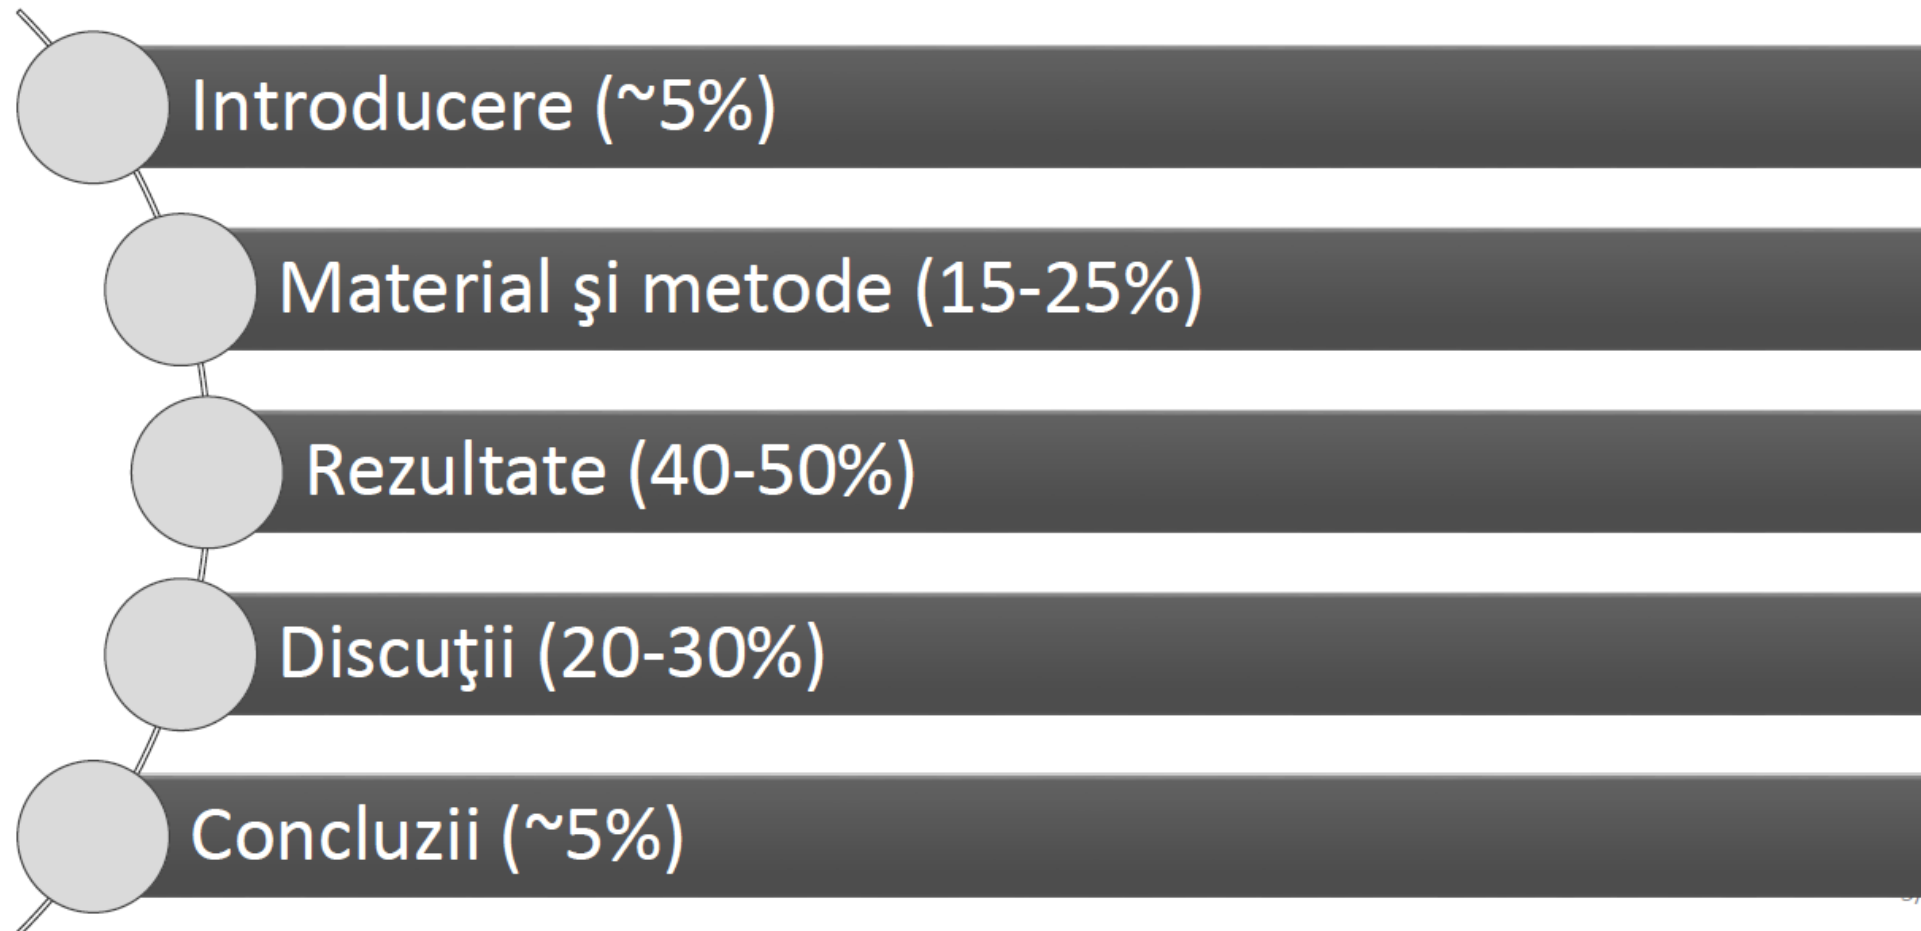 Introducere (~5%)
Material şi metode (15-25%)
Rezultate (40-50%)
Discuţii (20-30%)
Concluzii (~5%)